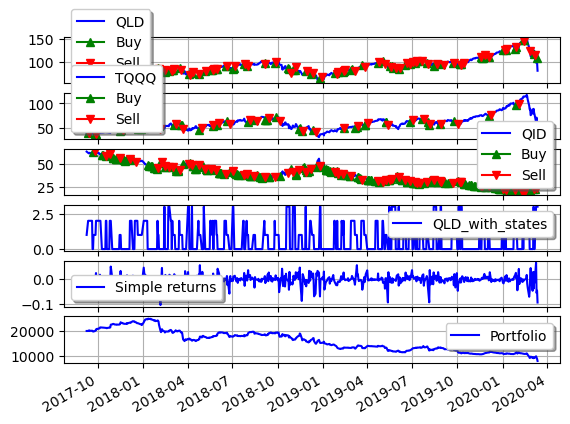 QLD
Buy
Sell
150
100
TQQQ
Buy
Sell
100
50
QID
Buy
Sell
50
25
QLD_with_states
2.5
0.0
Simple returns
0.0
−0.1
Portfolio
20000
10000
2017-10 2018-01 2018-04 2018-07 2018-10 2019-01 2019-04 2019-07 2019-10 2020-01 2020-04